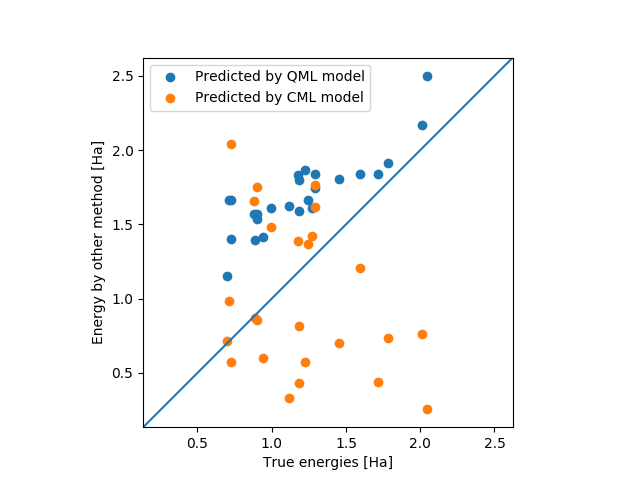 Predicted by QML model
Predicted by CML model
2.5
2.0
1.5
1.0
0.5
Energy by other method [Ha]
0.5 1.0 1.5 2.0 2.5
True energies [Ha]